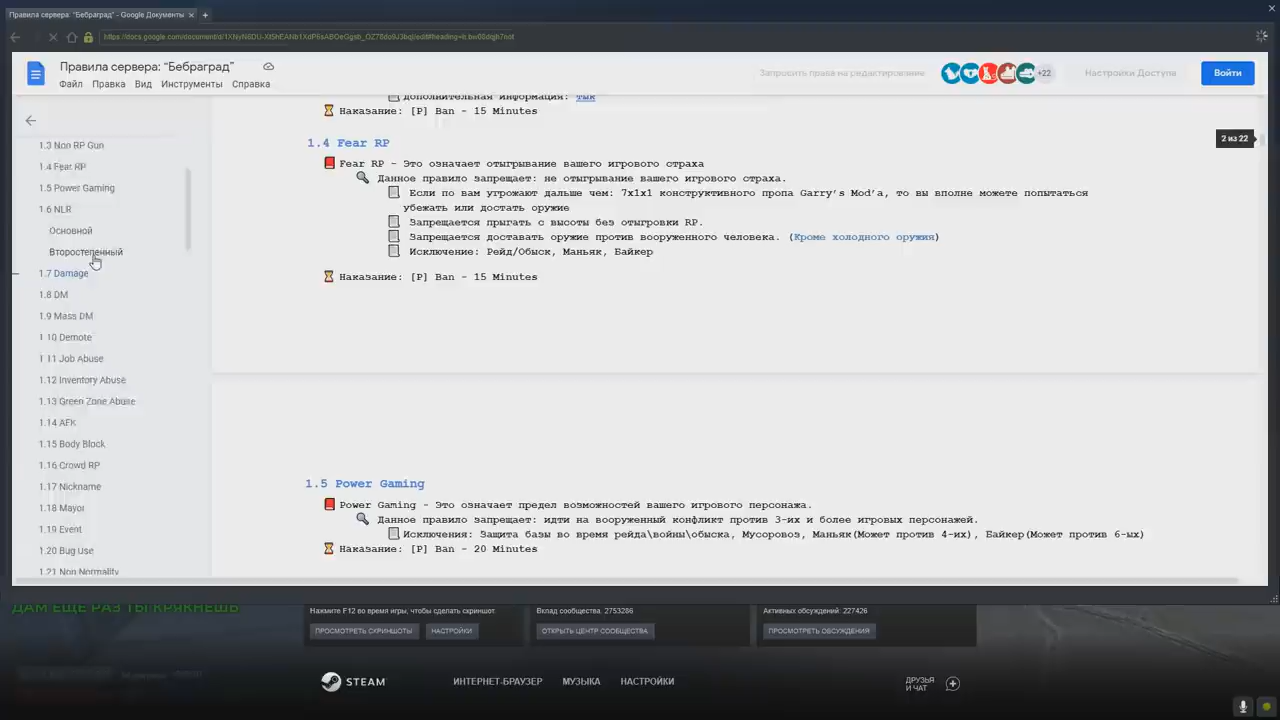 Правила сервера: "Бебраград" - Google Документы
Правила сервера: “Бебраград”
Файл Правка Вид Инструменты Справка
Запросить права на редактирование
+22
Настройки Доступа
Войти
1.3 Non RP Gun
1.4 Fear RP
1.5 Power Gaming
1.6 NLR
Основной
Второстепенный
1.7 Damage
1.8 DM
1.9 Mass DM
1.10 Demote
1.11 Job Abuse
1.12 Inventory Abuse
1.13 Green Zone Abuse
1.14 AFK
1.15 Body Block
1.16 Crowd RP
1.17 Nickname
1.18 Mayor
1.19 Event
1.20 Bug Use
1.21 Non Normality
Дополнительная информация: тык
Наказание: [P] Ban - 15 Minutes
2 из 22
1.4 Fear RP
Fear RP - Это означает отыгрывание вашего игрового страха
Данное правило запрещает: не отыгрывание вашего игрового страха.
Если по вам угрожают дальше чем: 7x1x1 конструктивного пропа Garry’s Mod’а, то вы вполне можете попытаться
убежать или достать оружие
Запрещается прыгать с высоты без отыгровки RP.
Запрещается доставать оружие против вооруженного человека. (Кроме холодного оружия)
Исключение: Рейд/Обыск, Маньяк, Байкер
Наказание: [P] Ban - 15 Minutes
1.5 Power Gaming
Power Gaming - Это означает предел возможностей вашего игрового персонажа.
Данное правило запрещает: идти на вооруженный конфликт против 3-их и более игровых персонажей.
Исключения: Защита базы во время рейда\войны\обыска, Мусоровоз, Маньяк(Может против 4-их), Байкер(Может против 6-ых)
Наказание: [P] Ban - 20 Minutes
ДАМ ЕЩЕ РАЗ ТЫ КРЯКНЕШЬ
Нажмите F12 во время игры, чтобы сделать скриншот
Вклад сообщества: 2753286
Активных обсуждений: 227426
ПРОСМОТРЕТЬ СКРИНШОТЫ
НАСТРОЙКИ
ОТКРЫТЬ ЦЕНТР СООБЩЕСТВА
ПРОСМОТРЕТЬ ОБСУЖДЕНИЯ
STEAM
ИНТЕРНЕТ-БРАУЗЕР
МУЗЫКА
НАСТРОЙКИ
ДРУЗЬЯ
И ЧАТ